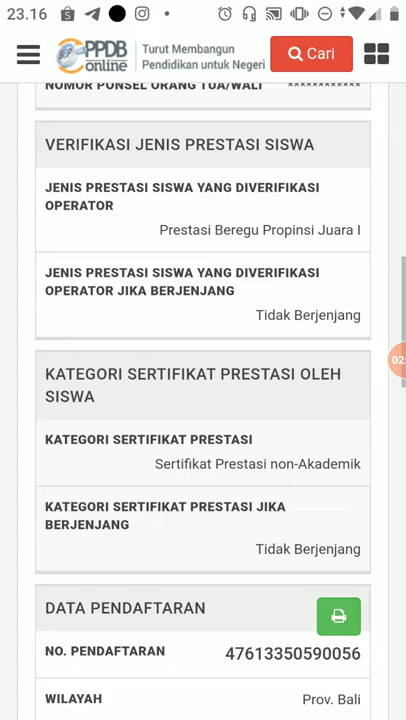 23.16
PPDB
online
Turut Membangun
Pendidikan untuk Negeri
Cari
NOMOR PONSEL ORANG TUA/WALI ************
VERIFIKASI JENIS PRESTASI SISWA
JENIS PRESTASI SISWA YANG DIVERIFIKASI
OPERATOR
Prestasi Beregu Propinsi Juara I
JENIS PRESTASI SISWA YANG DIVERIFIKASI
OPERATOR JIKA BERJENJANG
Tidak Berjenjang
KATEGORI SERTIFIKAT PRESTASI OLEH
SISWA
KATEGORI SERTIFIKAT PRESTASI
Sertifikat Prestasi non-Akademik
KATEGORI SERTIFIKAT PRESTASI JIKA
BERJENJANG
Tidak Berjenjang
DATA PENDAFTARAN
NO. PENDAFTARAN 47613350590056
WILAYAH Prov. Bali